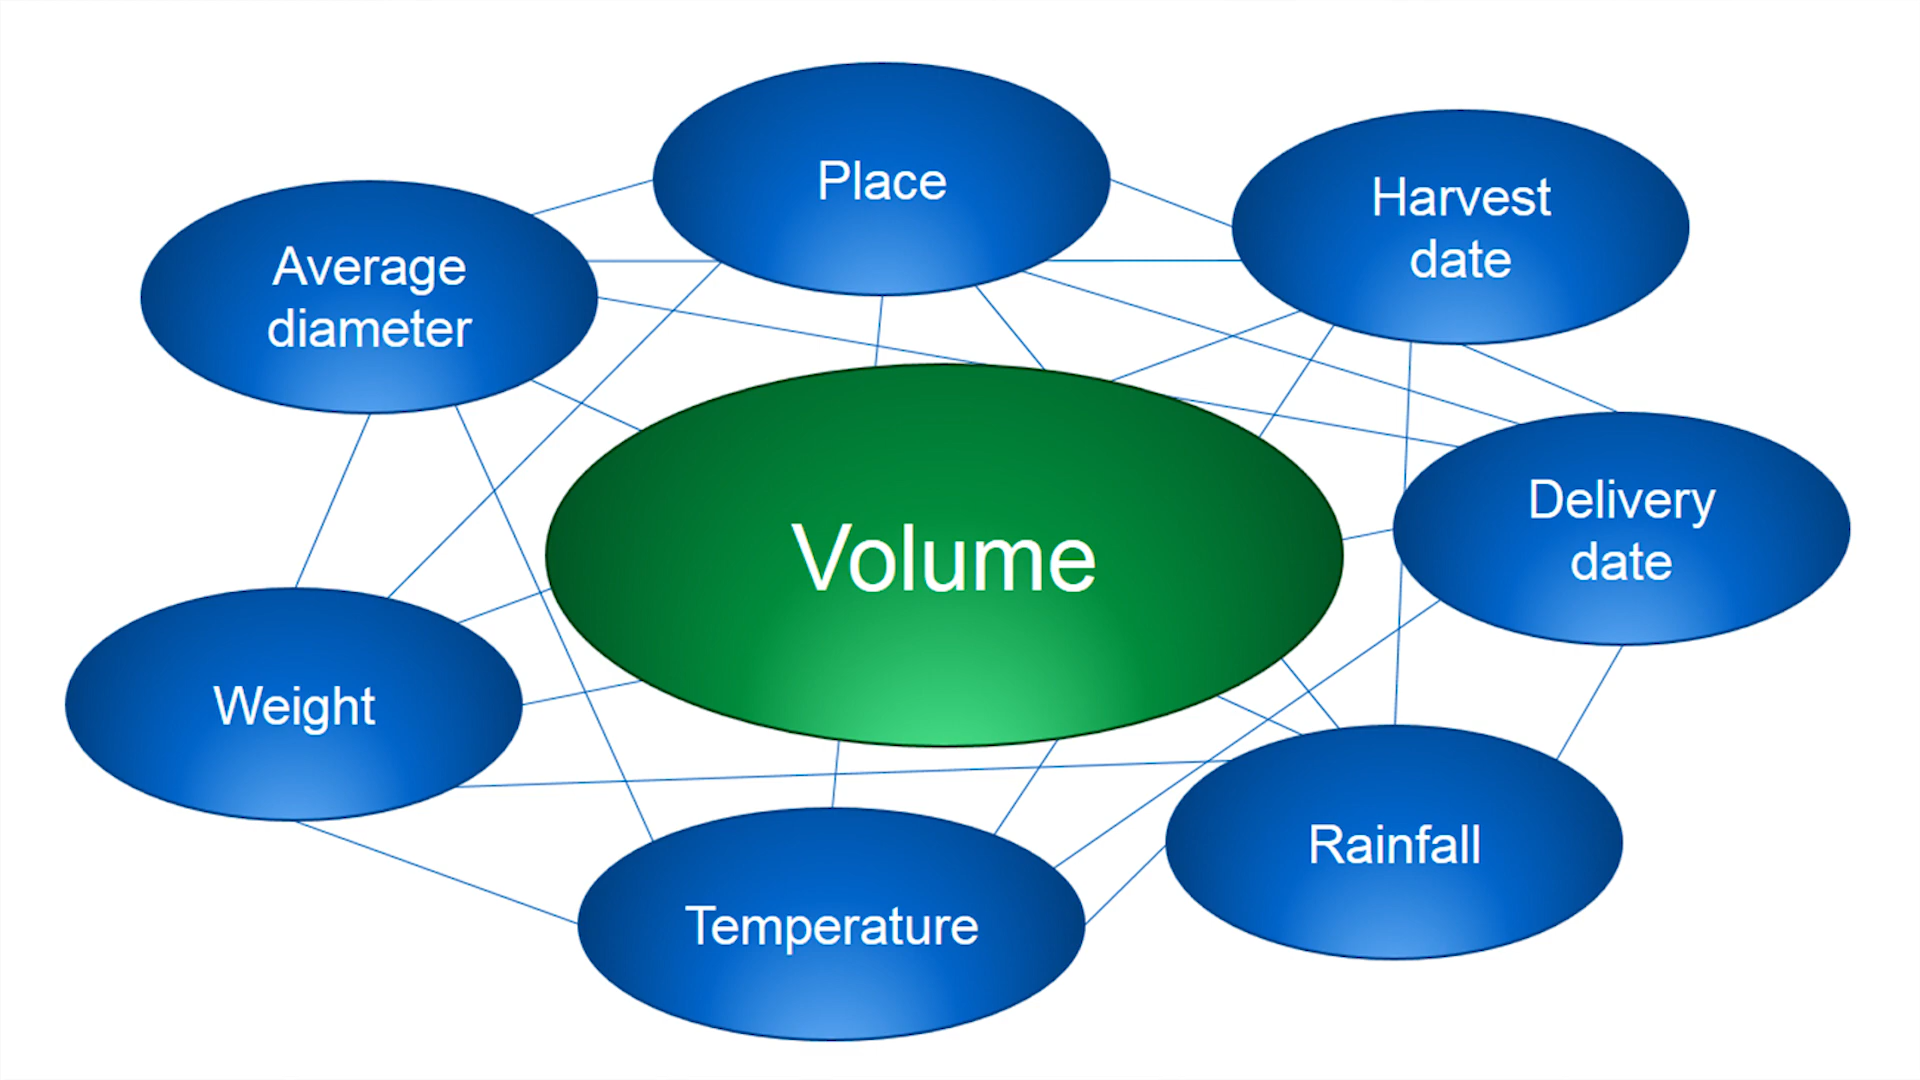 Place
Harvest
date
Average
diameter
Delivery
date
Volume
Weight
Rainfall
Temperature